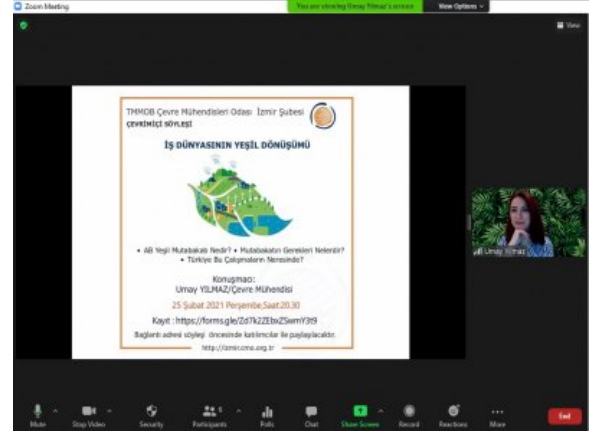 Zoom Meeting
You are viewing Umay Yılmaz's screen
View Options
View
TMMOB Çevre Mühendisleri Odası İzmir Şubesi
ÇEVRİMİÇİ SÖYLEŞİ
İŞ DÜNYASININ YEŞİL DÖNÜŞÜMÜ
• AB Yeşil Mutabakatı Nedir? • Mutabakatın Gerekleri Nelerdir?
• Türkiye Bu Çalışmaların Neresinde?
Konuşmacı:
Umay YILMAZ/Çevre Mühendisi
25 Şubat 2021 Perşembe,Saat:20.30
Kayıt : https://forms.gle/Zd7k2ZEbxZSwmY3t9
Bağlantı adresi söyleşi öncesinde katılımcılar ile paylaşılacaktır.
http://izmir.cmo.org.tr
Umay Yılmaz
Mute
Stop Video
Security
Participants
Polls
Chat
Share Screen
Record
Reactions
More
End